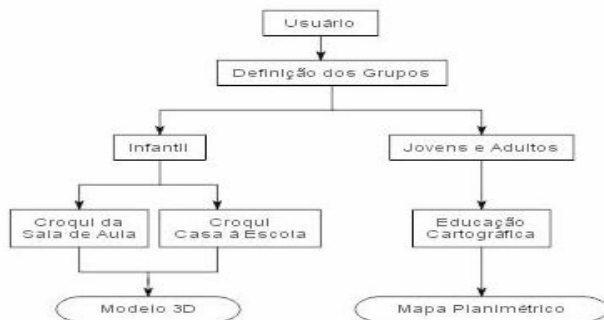 Usuário
Definição dos Grupos
Infantil
Jovens e Adultos
Croqui da
Sala de Aula
Croqui
Casa à Escola
Educação
Cartográfica
Modelo 3D
Mapa Planimétrico